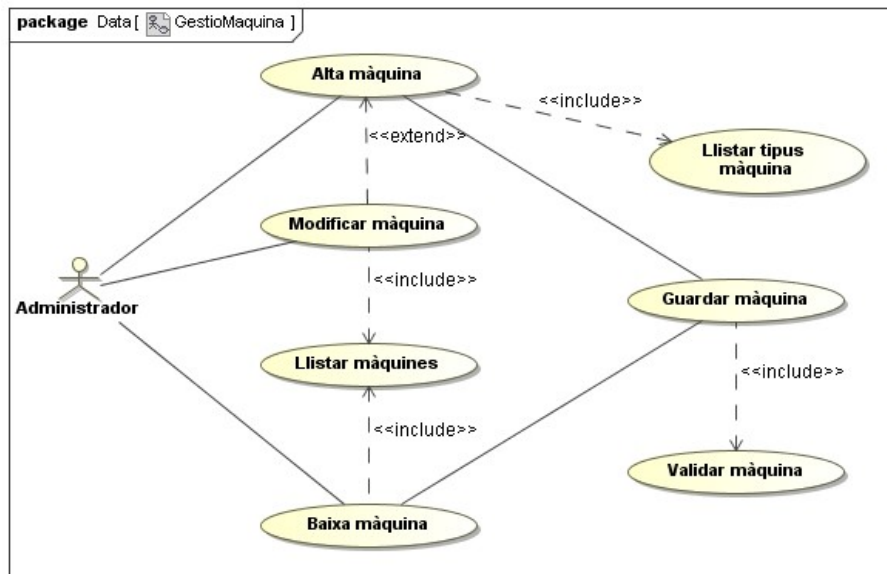 package Data [ GestioMaquina ]
Alta màquina
<<include>>
<<extend>>
Llistar tipus
màquina
Modificar màquina
<<include>>
Administrador
Guardar màquina
Llistar màquines
<<include>>
<<include>>
Validar màquina
Baixa màquina